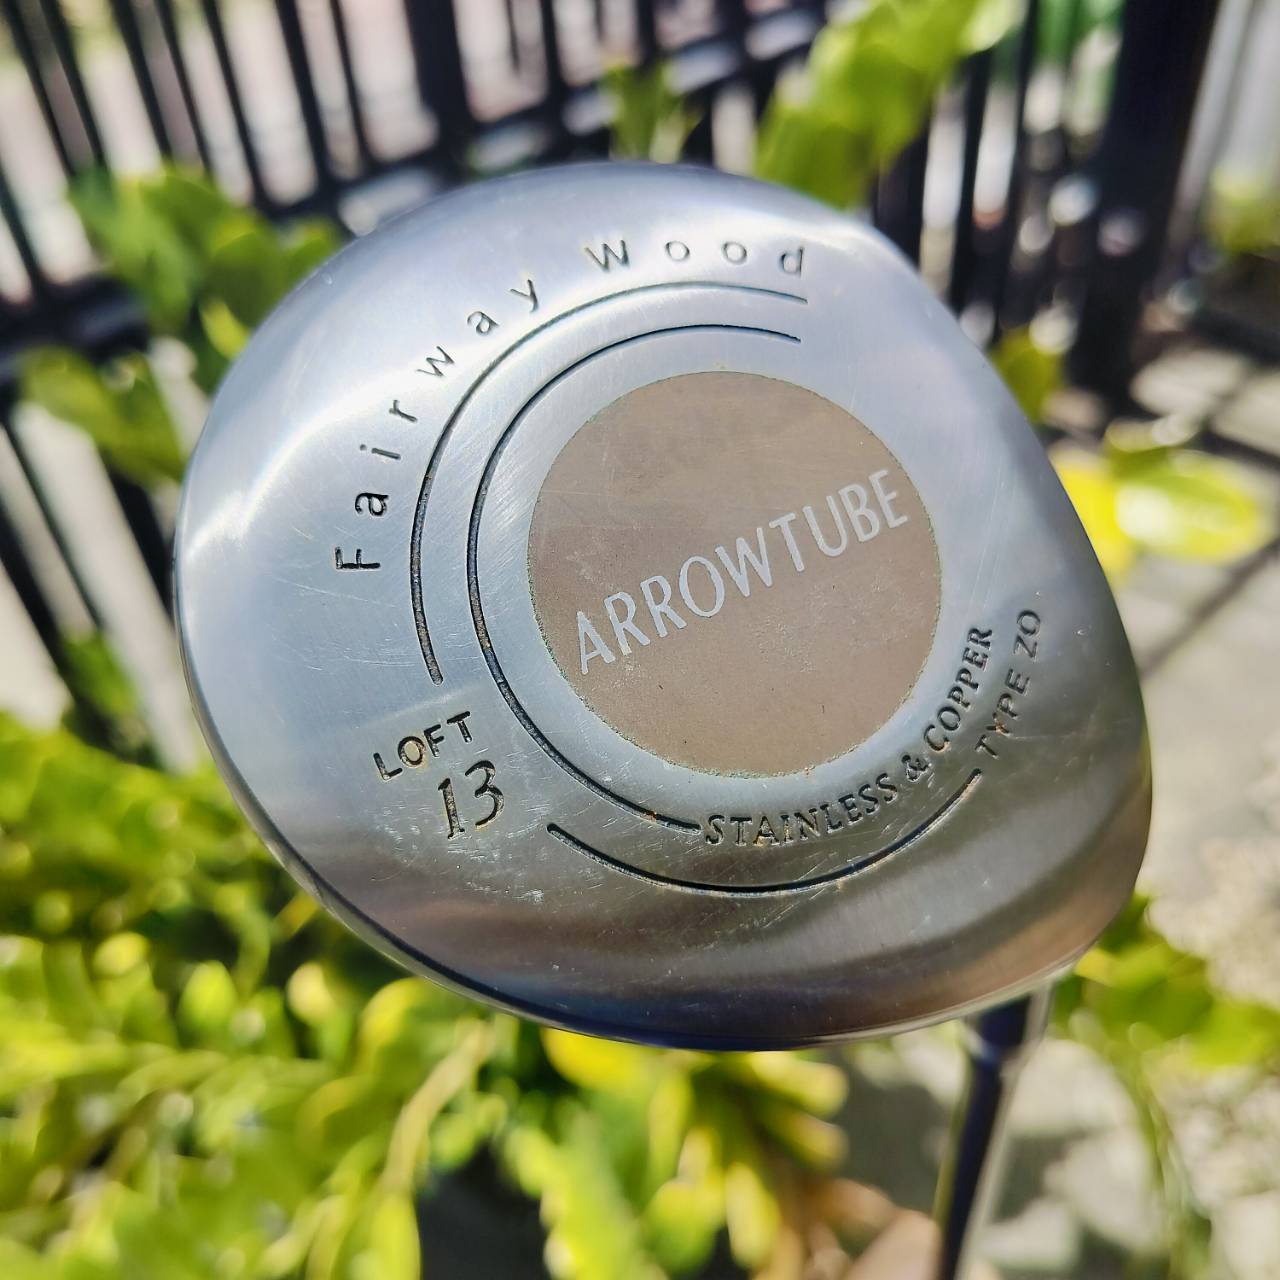 Fairway Wood
ARROWTUBE
STAINLESS & COPPER
TYPE ZO
LOFT
13